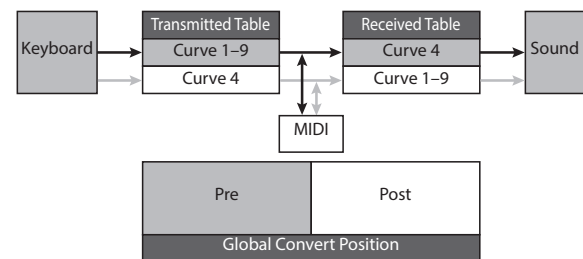 Transmitted Table
Received Table
Keyboard
Curve 1–9
Curve 4
Sound
Curve 4
Curve 1–9
MIDI
Pre
Post
Global Convert Position